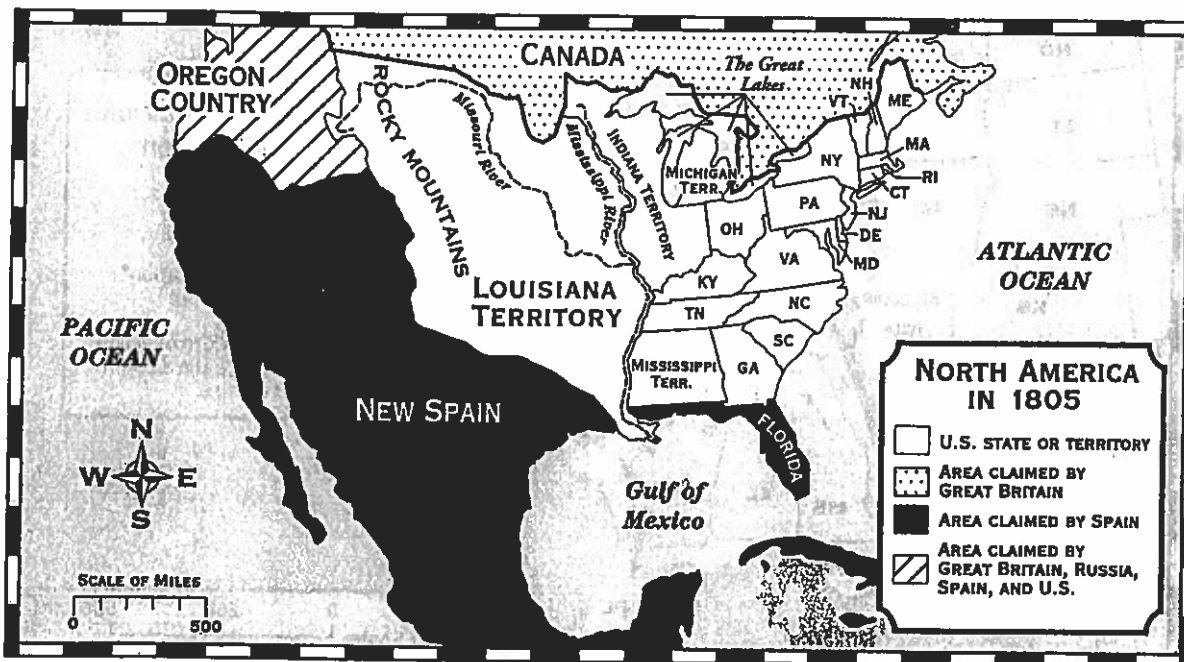 CANADA
The Great
Lakes
OREGON
COUNTRY
ROCKY MOUNTAINS
Missouri River
Mississippi River
INDIANA TERRITORY
MICHIGAN
TERR.
NH
VT
ME
MA
NY
RI
CT
PA
NJ
OH
DE
MD
VA
KY
NC
TN
SC
MISSISSIPPI
TERR.
GA
LOUISIANA
TERRITORY
ATLANTIC
OCEAN
PACIFIC
OCEAN
NEW SPAIN
FLORIDA
Gulf of
Mexico
N
W E
S
SCALE OF MILES
0 500
NORTH AMERICA
IN 1805
U.S. STATE OR TERRITORY
AREA CLAIMED BY
GREAT BRITAIN
AREA CLAIMED BY SPAIN
AREA CLAIMED BY
GREAT BRITAIN, RUSSIA,
SPAIN, AND U.S.